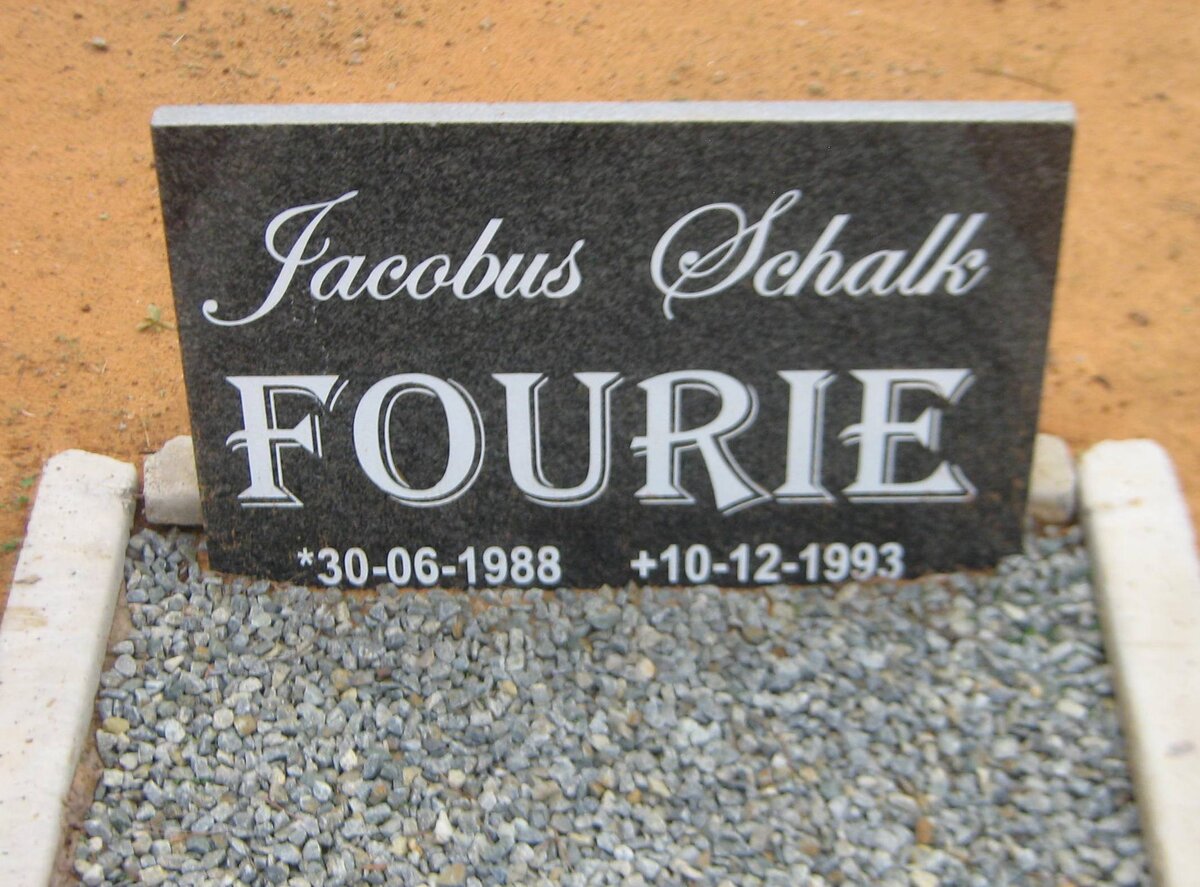 Jacobus Schalk
FOURIE
*30-06-1988 +10-12-1993